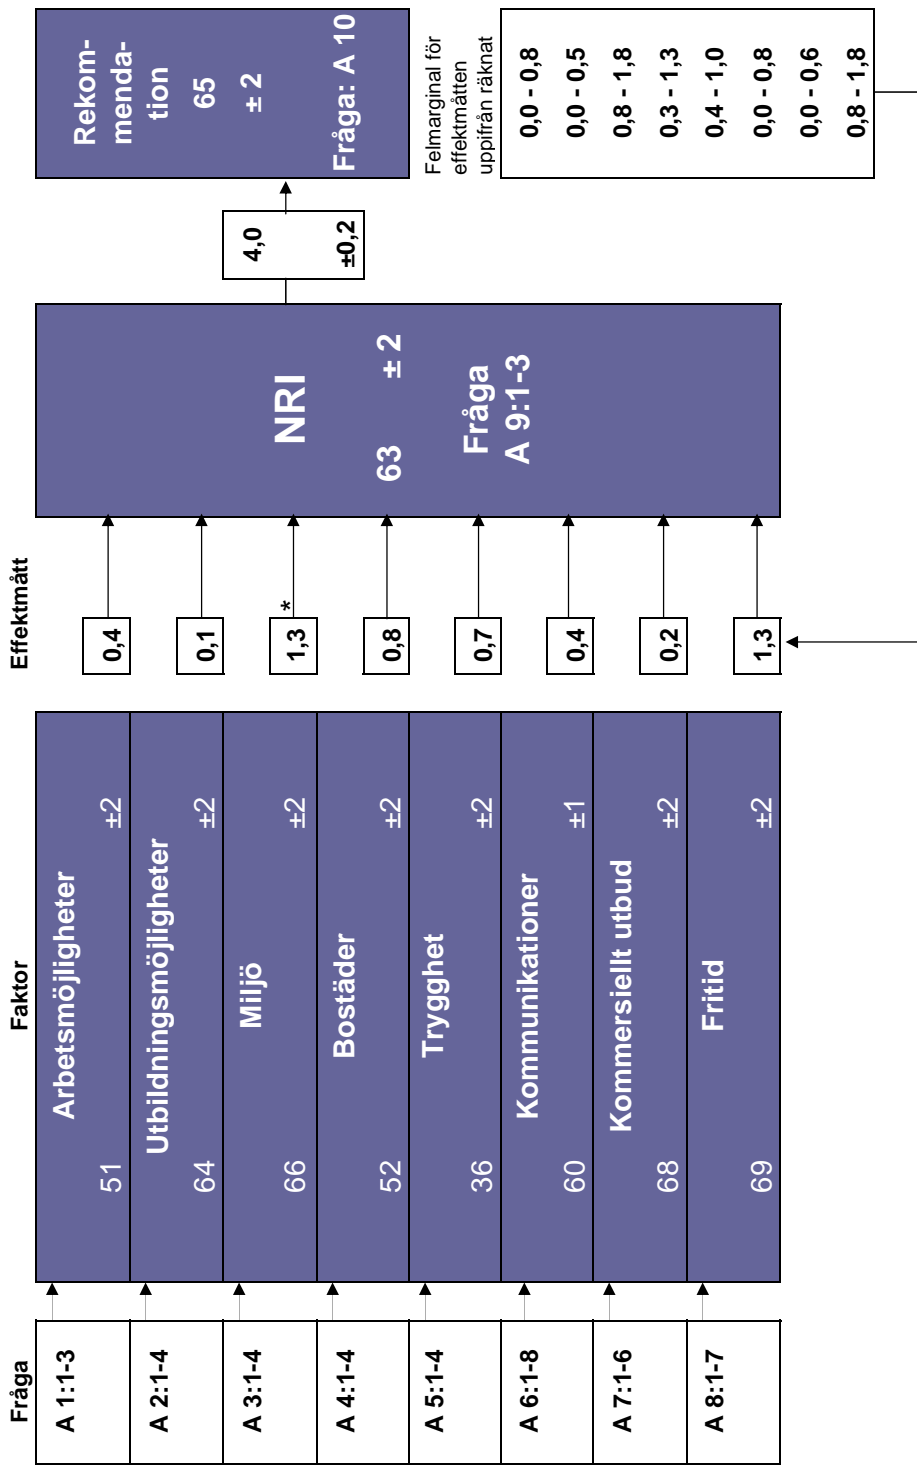 Fråga
Faktor
Effektmått
A 1:1-3
Arbetsmöjligheter
51 ±2
0,4
A 2:1-4
Utbildningsmöjligheter
64 ±2
0,1
A 3:1-4
Miljö
66 ±2
1,3 *
A 4:1-4
Bostäder
52 ±2
0,8
A 5:1-4
Trygghet
36 ±2
0,7
A 6:1-8
Kommunikationer
60 ±1
0,4
A 7:1-6
Kommersiellt utbud
68 ±2
0,2
A 8:1-7
Fritid
69 ±2
1,3
NRI
63 ± 2
Fråga
A 9:1-3
4,0
±0,2
Rekom-
menda-
tion
65
± 2
Fråga: A 10
Felmarginal för
effektmåtten
uppifrån räknat
0,0 - 0,8
0,0 - 0,5
0,8 - 1,8
0,3 - 1,3
0,4 - 1,0
0,0 - 0,8
0,0 - 0,6
0,8 - 1,8